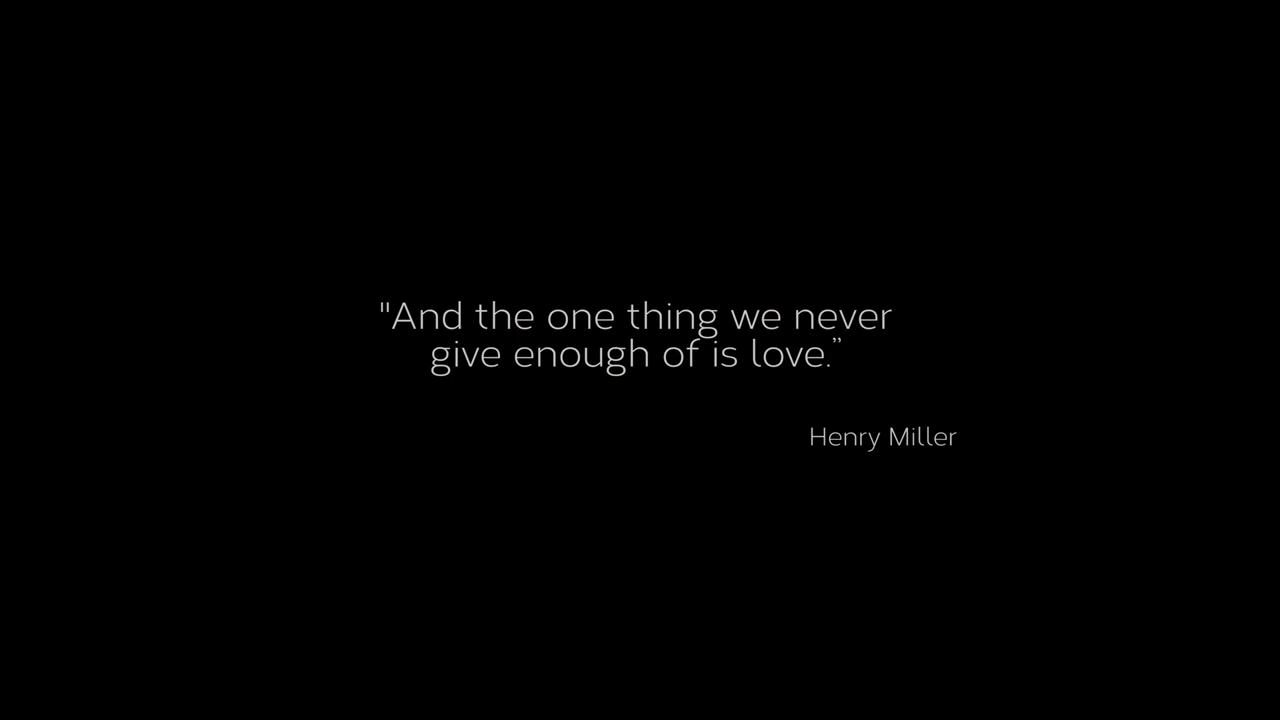 "And the one thing we never
give enough of is love.”
Henry Miller